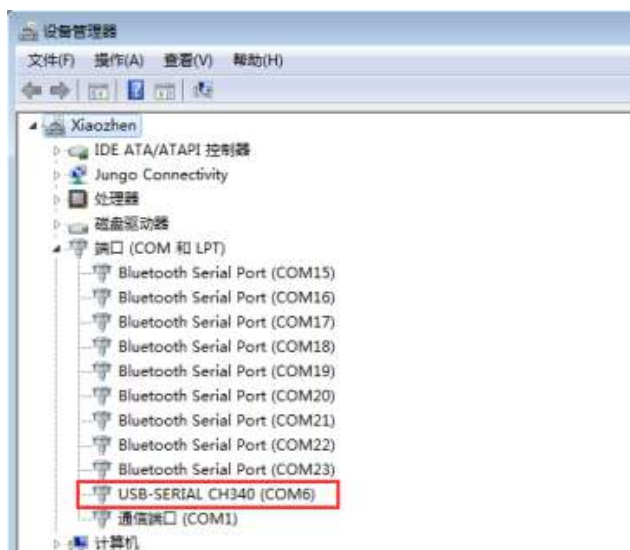 设备管理器
文件(F) 操作(A) 查看(V) 帮助(H)
Xiaozhen
IDE ATA/ATAPI 控制器
Jungo Connectivity
处理器
磁盘驱动器
端口 (COM 和 LPT)
Bluetooth Serial Port (COM15)
Bluetooth Serial Port (COM16)
Bluetooth Serial Port (COM17)
Bluetooth Serial Port (COM18)
Bluetooth Serial Port (COM19)
Bluetooth Serial Port (COM20)
Bluetooth Serial Port (COM21)
Bluetooth Serial Port (COM22)
Bluetooth Serial Port (COM23)
USB-SERIAL CH340 (COM6)
通信端口 (COM1)
计算机